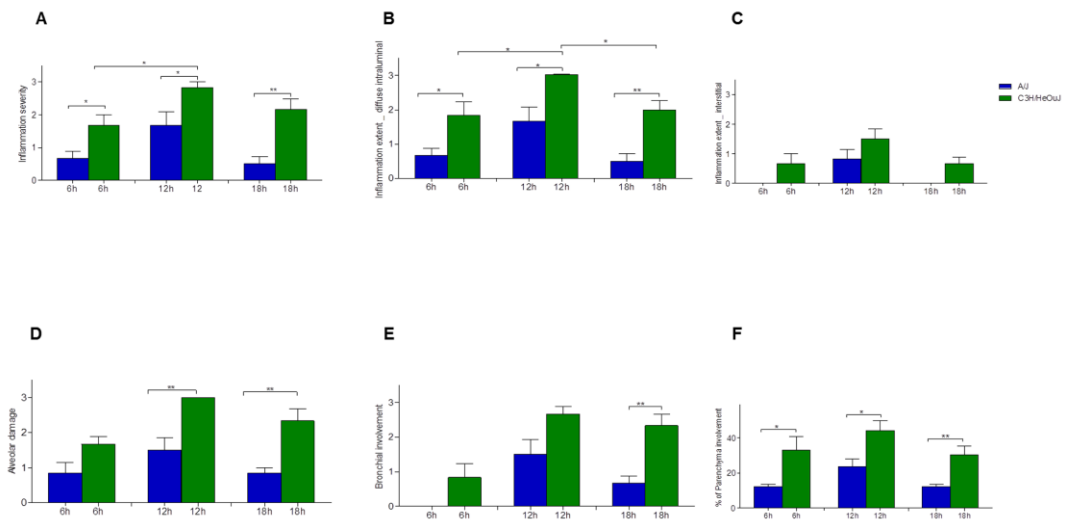 A
Inflammation severity
3
2
1
0
*
*
*
**
6h 6h 12h 12 18h 18h
B
Inflammation extent _ diffuse intraluminal
3
2
1
0
*
*
*
*
**
6h 6h 12h 12h 18h 18h
C
Inflammation extent _ interstitial
3
2
1
0
6h 6h 12h 12h 18h 18h
A/J
C3H/HeOuJ
D
Alveolar damage
3
2
1
0
**
**
6h 6h 12h 12h 18h 18h
E
Bronchial involvement
3
2
1
0
**
6h 6h 12h 12h 18h 18h
F
% of Parenchyma involvement
40
20
0
*
*
**
6h 6h 12h 12h 18h 18h